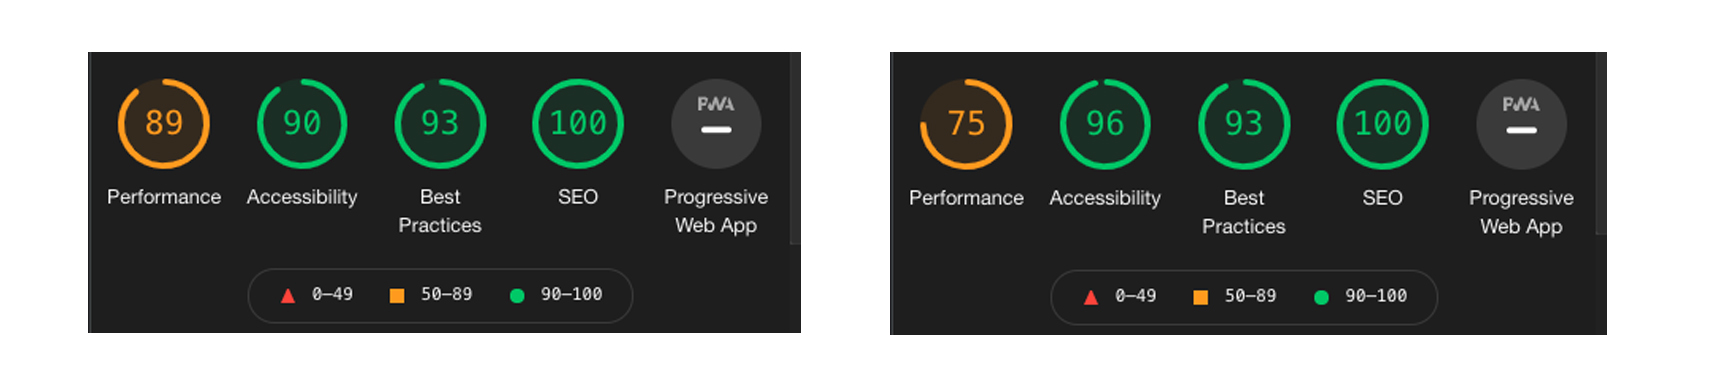 89 90 93 100 PWA
Performance Accessibility Best Practices SEO Progressive Web App
0–49 50–89 90–100
75 96 93 100 PWA
Performance Accessibility Best Practices SEO Progressive Web App
0–49 50–89 90–100